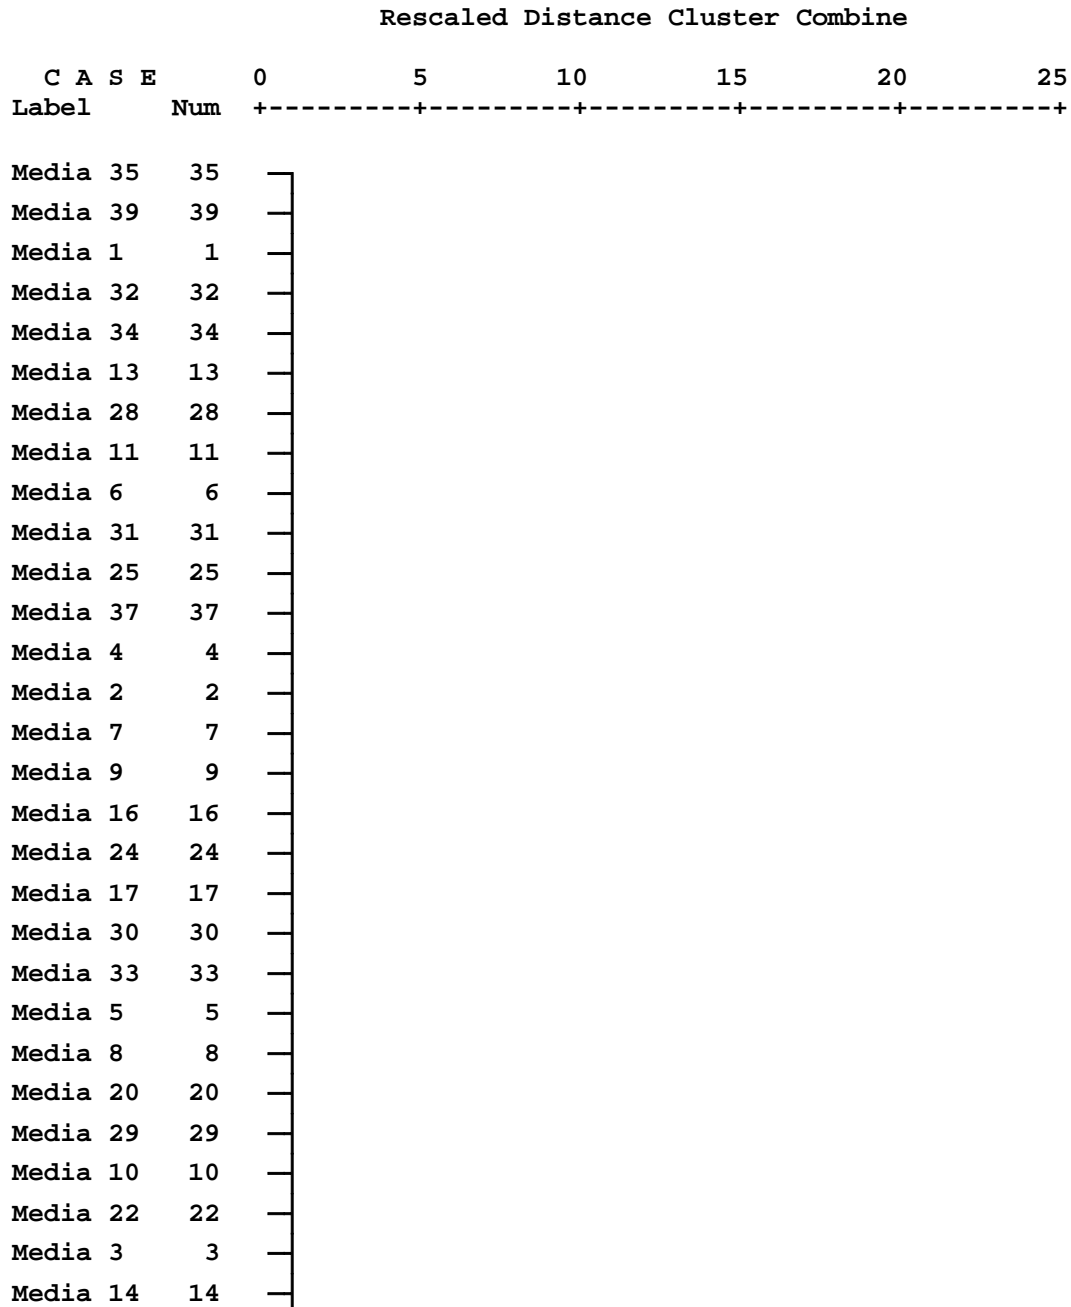 Rescaled Distance Cluster Combine
C A S E 0 5 10 15 20 25
Label Num +---------+---------+---------+---------+---------+
Media 35 35
Media 39 39
Media 1 1
Media 32 32
Media 34 34
Media 13 13
Media 28 28
Media 11 11
Media 6 6
Media 31 31
Media 25 25
Media 37 37
Media 4 4
Media 2 2
Media 7 7
Media 9 9
Media 16 16
Media 24 24
Media 17 17
Media 30 30
Media 33 33
Media 5 5
Media 8 8
Media 20 20
Media 29 29
Media 10 10
Media 22 22
Media 3 3
Media 14 14